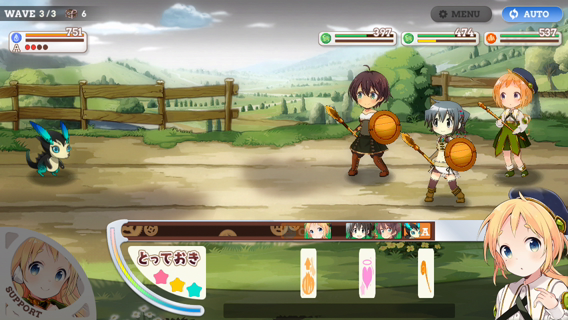 WAVE 3/3 6
MENU
AUTO
751
A
397
474
537
A
とっておき
SUPPORT